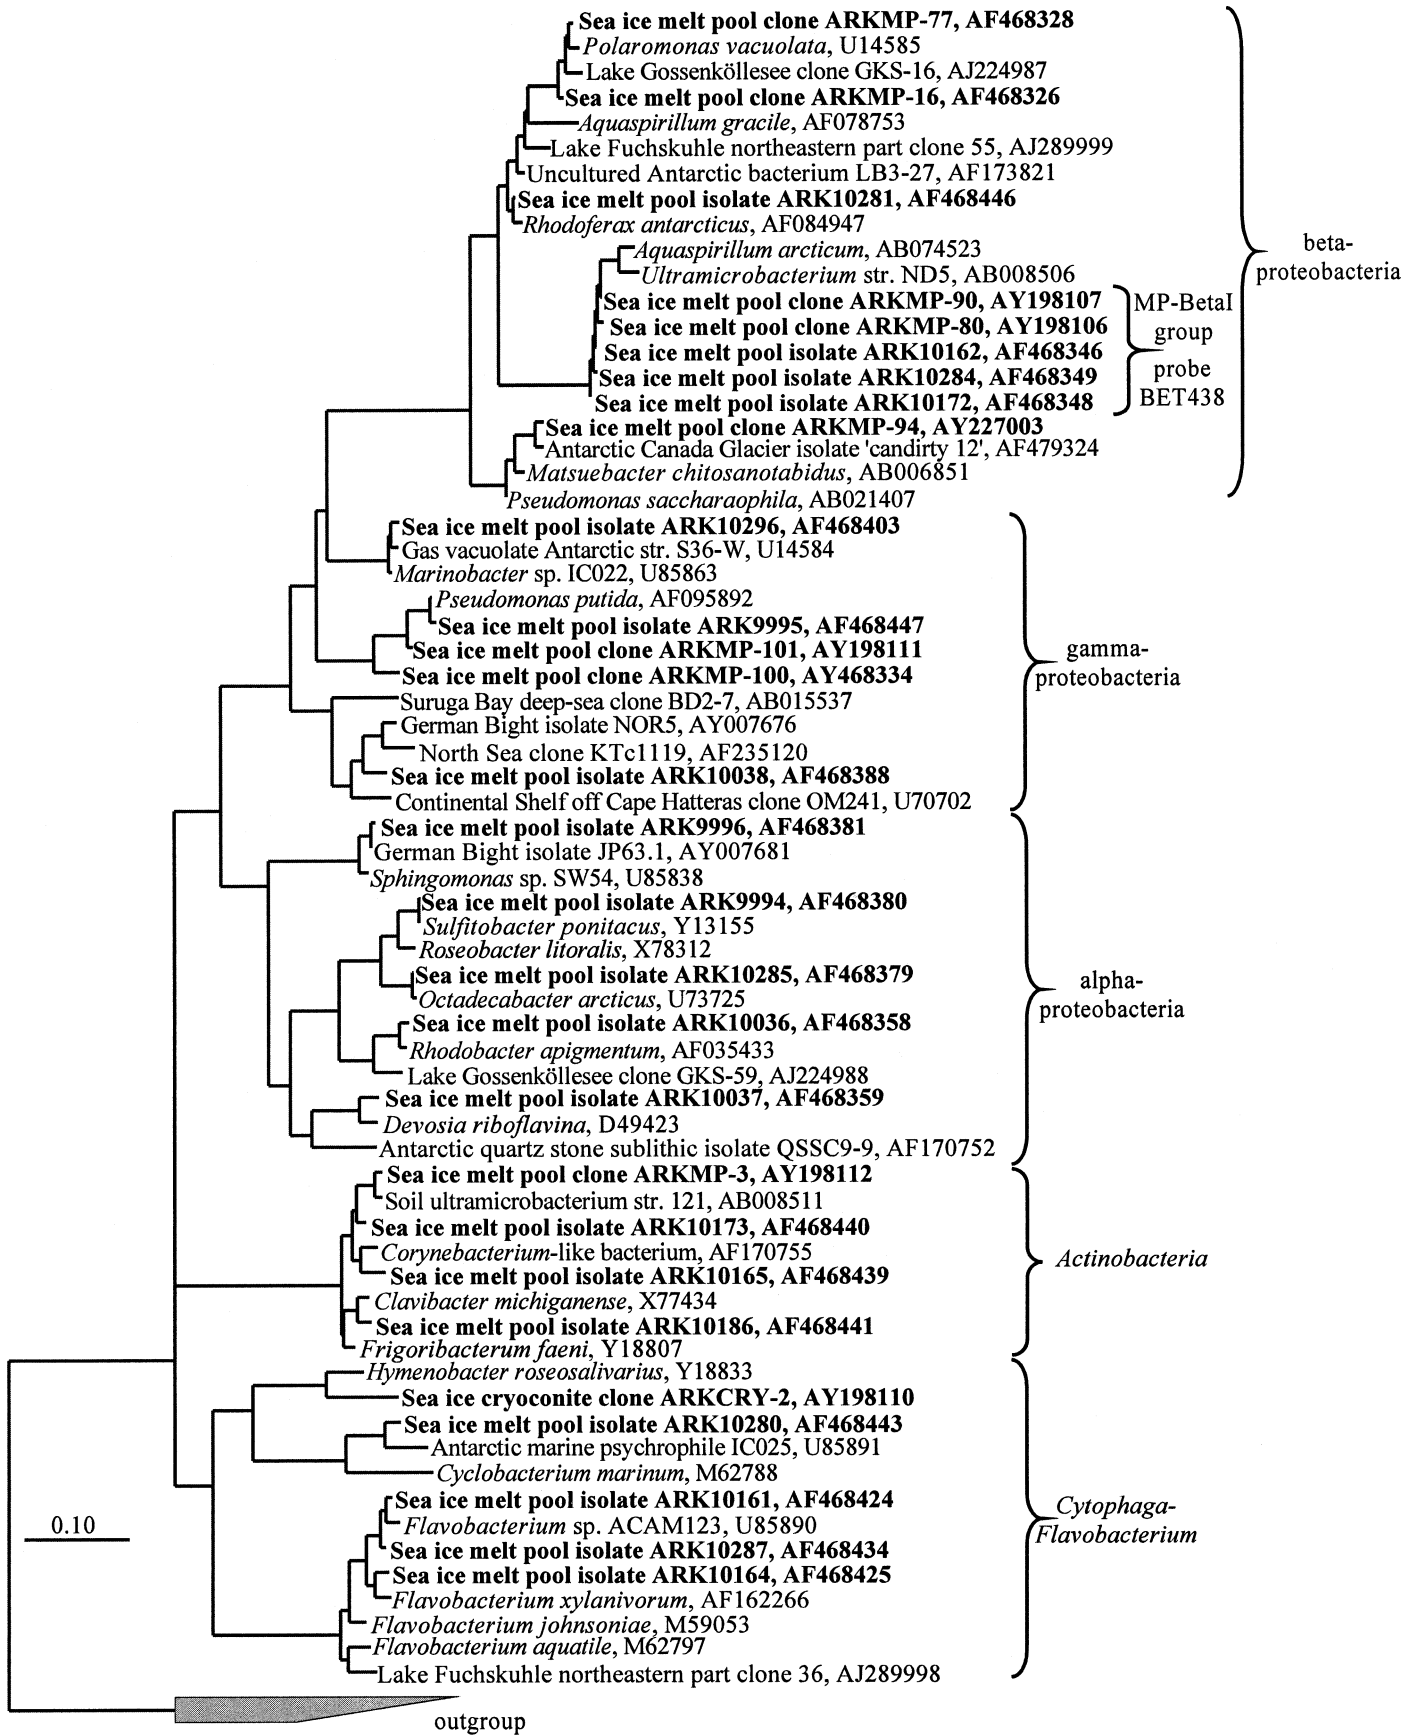 Sea ice melt pool clone ARKMP-77, AF468328
Polaromonas vacuolata, U14585
Lake Gossenköllesee clone GKS-16, AJ224987
Sea ice melt pool clone ARKMP-16, AF468326
Aquaspirillum gracile, AF078753
Lake Fuchskuhle northeastern part clone 55, AJ289999
Uncultured Antarctic bacterium LB3-27, AF173821
Sea ice melt pool isolate ARK10281, AF468446
Rhodoferax antarcticus, AF084947
Aquaspirillum arcticum, AB074523
Ultramicrobacterium str. ND5, AB008506
Sea ice melt pool clone ARKMP-90, AY198107
Sea ice melt pool clone ARKMP-80, AY198106
Sea ice melt pool isolate ARK10162, AF468346
Sea ice melt pool isolate ARK10284, AF468349
Sea ice melt pool isolate ARK10172, AF468348
MP-BetaI
group
probe
BET438
Sea ice melt pool clone ARKMP-94, AY227003
Antarctic Canada Glacier isolate 'candirty 12', AF479324
Matsuebacter chitosanotabidus, AB006851
Pseudomonas saccharaophila, AB021407
beta-
proteobacteria
Sea ice melt pool isolate ARK10296, AF468403
Gas vacuolate Antarctic str. S36-W, U14584
Marinobacter sp. IC022, U85863
Pseudomonas putida, AF095892
Sea ice melt pool isolate ARK9995, AF468447
Sea ice melt pool clone ARKMP-101, AY198111
Sea ice melt pool clone ARKMP-100, AY468334
Suruga Bay deep-sea clone BD2-7, AB015537
German Bight isolate NOR5, AY007676
North Sea clone KTc1119, AF235120
Sea ice melt pool isolate ARK10038, AF468388
Continental Shelf off Cape Hatteras clone OM241, U70702
gamma-
proteobacteria
Sea ice melt pool isolate ARK9996, AF468381
German Bight isolate JP63.1, AY007681
Sphingomonas sp. SW54, U85838
Sea ice melt pool isolate ARK9994, AF468380
Sulfitobacter ponitacus, Y13155
Roseobacter litoralis, X78312
Sea ice melt pool isolate ARK10285, AF468379
Octadecabacter arcticus, U73725
Sea ice melt pool isolate ARK10036, AF468358
Rhodobacter apigmentum, AF035433
Lake Gossenköllesee clone GKS-59, AJ224988
Sea ice melt pool isolate ARK10037, AF468359
Devosia riboflavina, D49423
Antarctic quartz stone sublithic isolate QSSC9-9, AF170752
alpha-
proteobacteria
Sea ice melt pool clone ARKMP-3, AY198112
Soil ultramicrobacterium str. 121, AB008511
Sea ice melt pool isolate ARK10173, AF468440
Corynebacterium-like bacterium, AF170755
Sea ice melt pool isolate ARK10165, AF468439
Clavibacter michiganense, X77434
Sea ice melt pool isolate ARK10186, AF468441
Frigoribacterum faeni, Y18807
Actinobacteria
Hymenobacter roseosalivarius, Y18833
Sea ice cryoconite clone ARKCRY-2, AY198110
Sea ice melt pool isolate ARK10280, AF468443
Antarctic marine psychrophile IC025, U85891
Cyclobacterium marinum, M62788
Sea ice melt pool isolate ARK10161, AF468424
Flavobacterium sp. ACAM123, U85890
Sea ice melt pool isolate ARK10287, AF468434
Sea ice melt pool isolate ARK10164, AF468425
Flavobacterium xylanivorum, AF162266
Flavobacterium johnsoniae, M59053
Flavobacterium aquatile, M62797
Lake Fuchskuhle northeastern part clone 36, AJ289998
Cytophaga-
Flavobacterium
0.10
outgroup